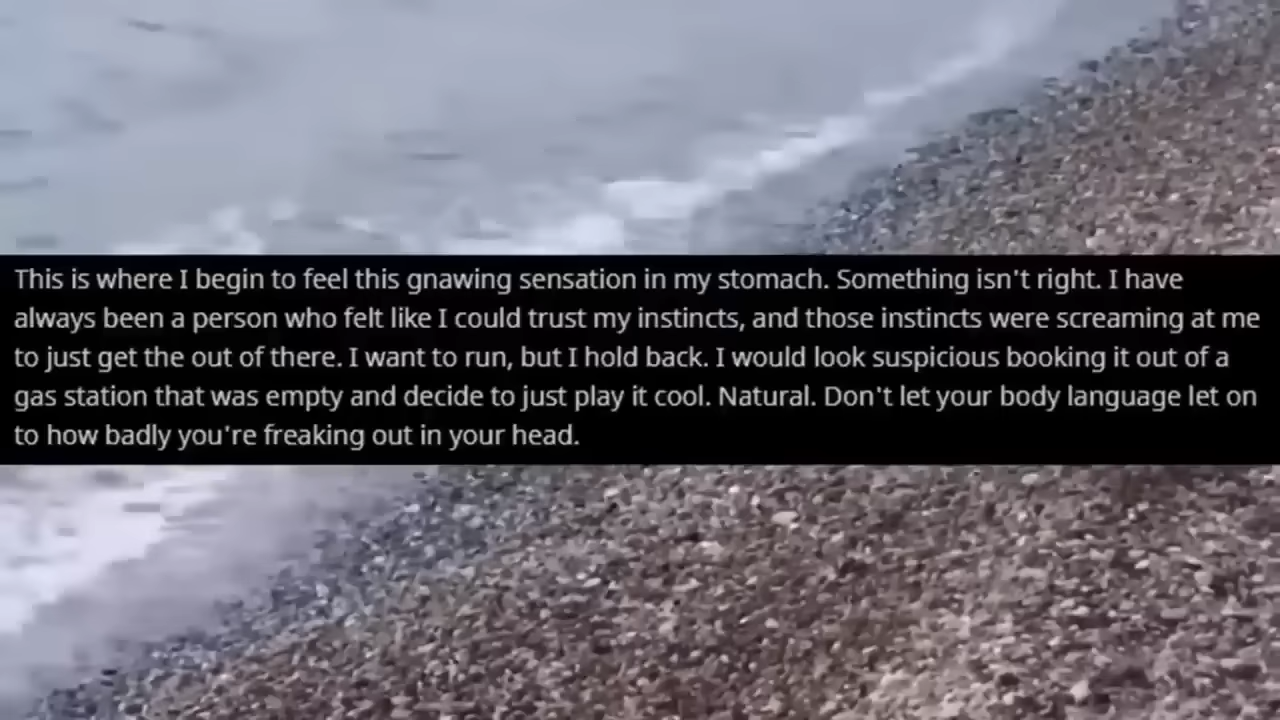 This is where I begin to feel this gnawing sensation in my stomach. Something isn't right. I have
always been a person who felt like I could trust my instincts, and those instincts were screaming at me
to just get the out of there. I want to run, but I hold back. I would look suspicious booking it out of a
gas station that was empty and decide to just play it cool. Natural. Don't let your body language let on
to how badly you're freaking out in your head.